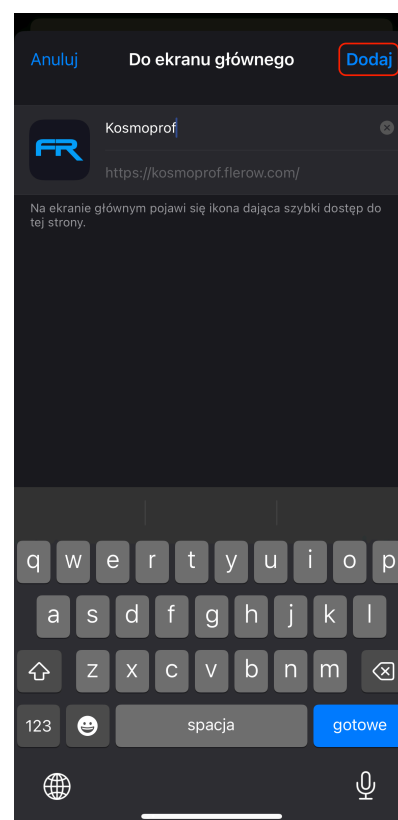 Anuluj Do ekranu głównego Dodaj
Kosmoprof
FR
https://kosmoprof.flerow.com/
Na ekranie głównym pojawi się ikona dająca szybki dostęp do
tej strony.
q w e r t y u i o p
a s d f g h j k l
z x c v b n m
123 spacja gotowe